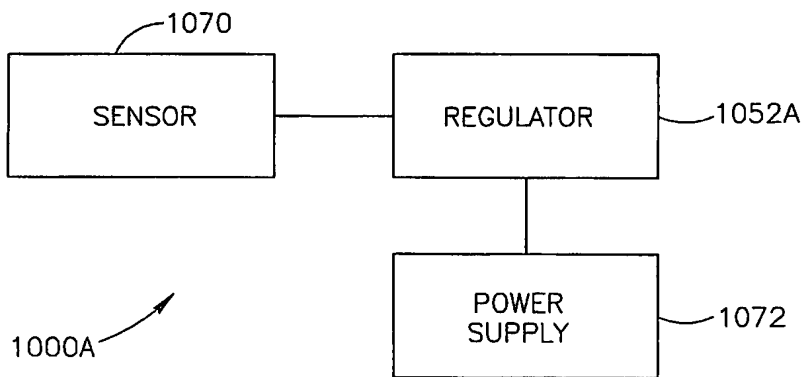 1070
SENSOR
REGULATOR
1052A
POWER
SUPPLY
1072
1000A